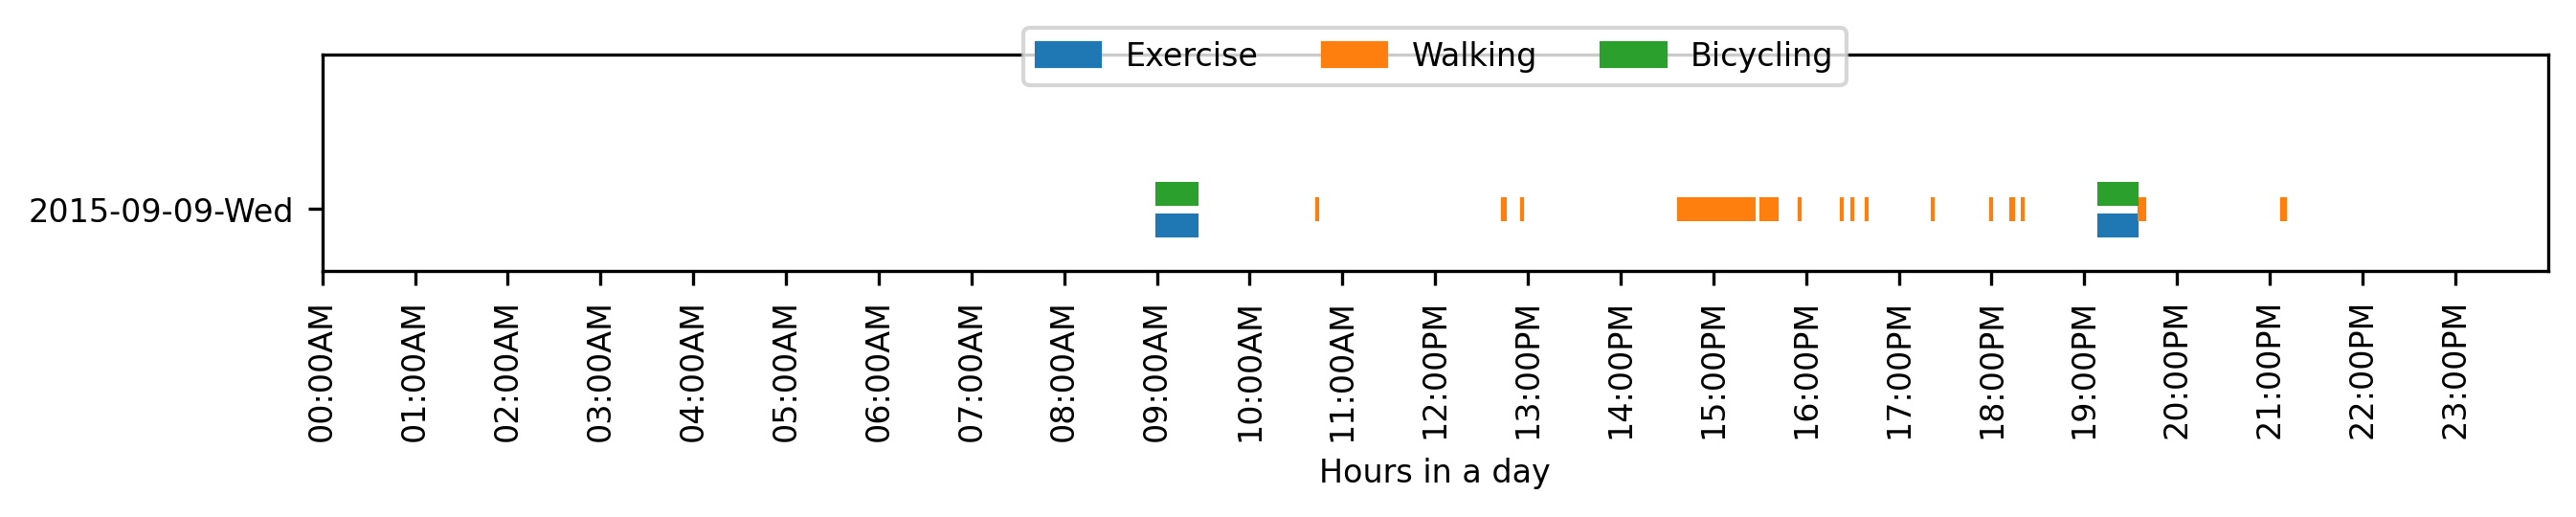 Exercise Walking Bicycling
2015-09-09-Wed
00:00AM
01:00AM
02:00AM
03:00AM
04:00AM
05:00AM
06:00AM
07:00AM
08:00AM
09:00AM
10:00AM
11:00AM
12:00PM
13:00PM
14:00PM
15:00PM
16:00PM
17:00PM
18:00PM
19:00PM
20:00PM
21:00PM
22:00PM
23:00PM
Hours in a day